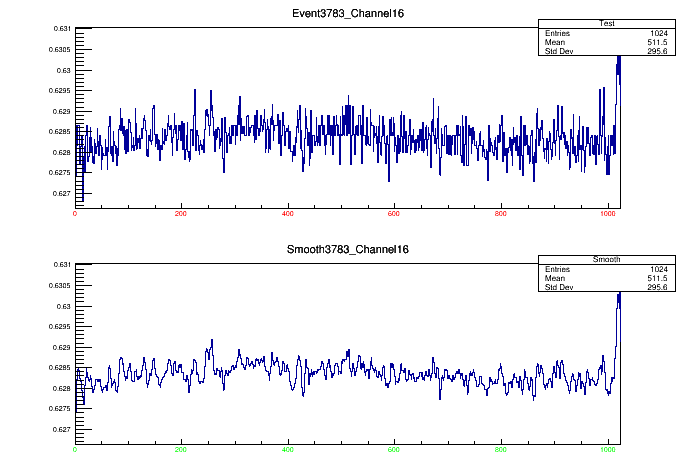 Event3783_Channel16
Test
Entries 1024
Mean 511.5
Std Dev 295.6
0.631
0.6305
0.63
0.6295
0.629
0.6285
0.628
0.6275
0.627
0 200 400 600 800 1000
Smooth3783_Channel16
Smooth
Entries 1024
Mean 511.5
Std Dev 295.6
0.631
0.6305
0.63
0.6295
0.629
0.6285
0.628
0.6275
0.627
0 200 400 600 800 1000